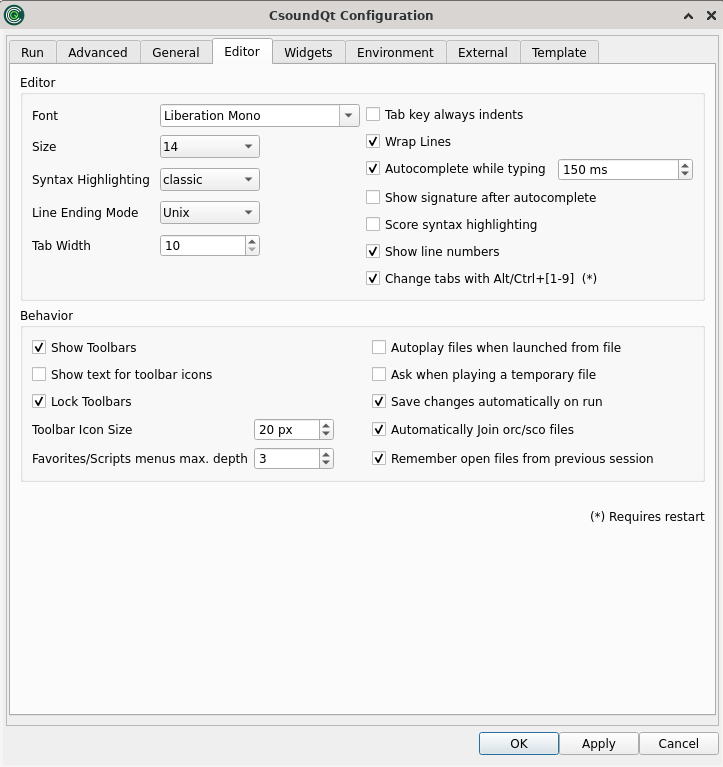 CsoundQt Configuration
Run Advanced General Editor Widgets Environment External Template
Editor
Font Liberation Mono
Size 14
Syntax Highlighting classic
Line Ending Mode Unix
Tab Width 10
Tab key always indents
Wrap Lines
Autocomplete while typing 150 ms
Show signature after autocomplete
Score syntax highlighting
Show line numbers
Change tabs with Alt/Ctrl+[1-9] (*)
Behavior
Show Toolbars
Show text for toolbar icons
Lock Toolbars
Toolbar Icon Size 20 px
Favorites/Scripts menus max. depth 3
Autoplay files when launched from file
Ask when playing a temporary file
Save changes automatically on run
Automatically Join orc/sco files
Remember open files from previous session
(*) Requires restart
OK Apply Cancel